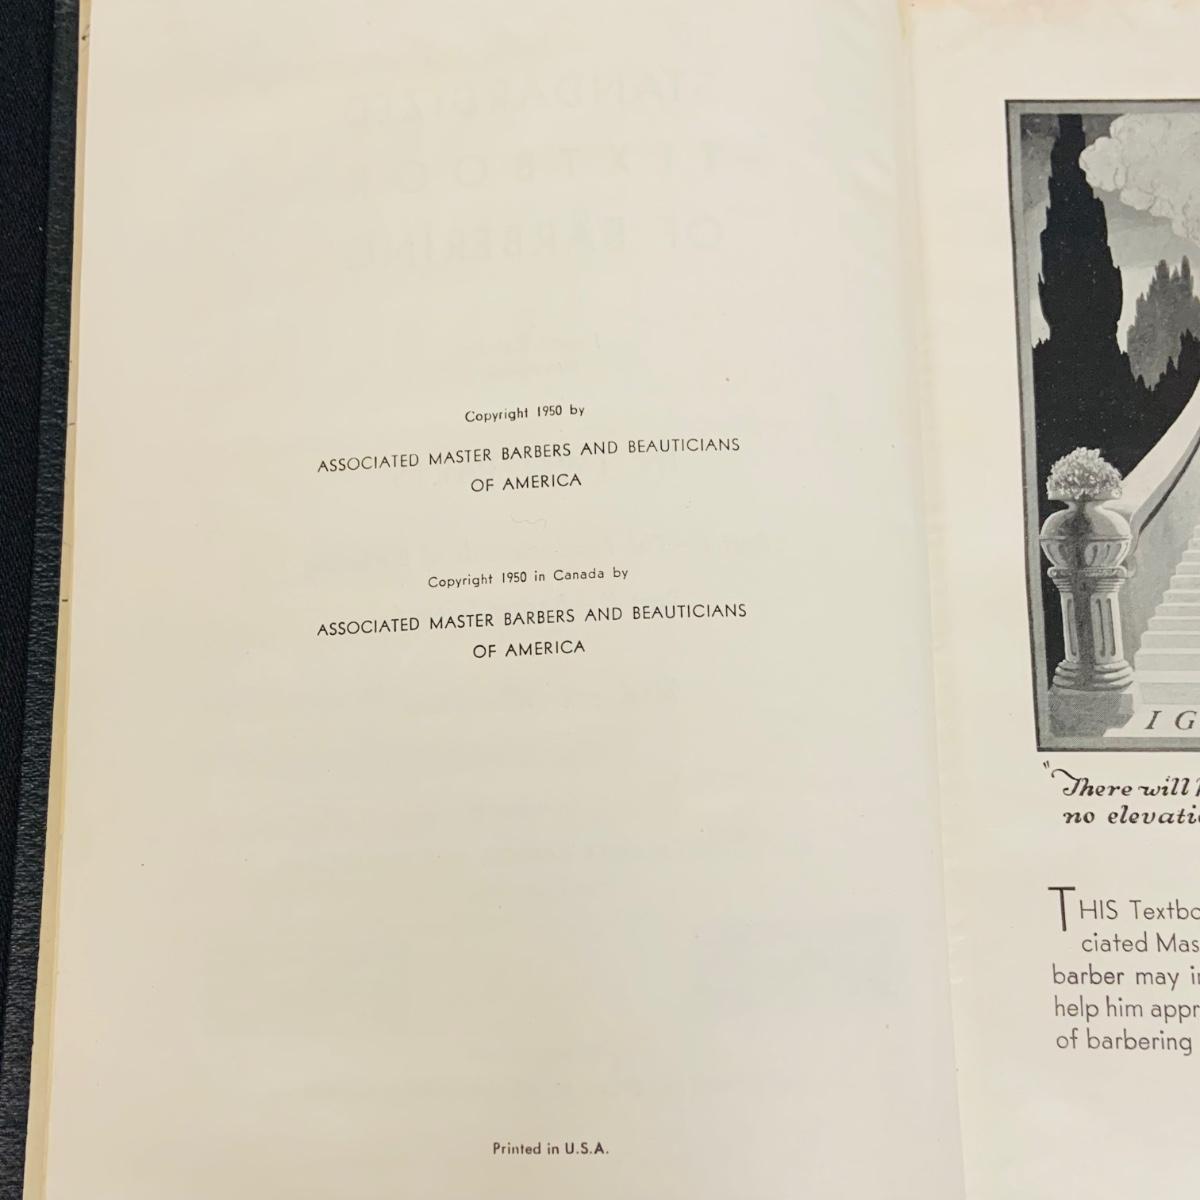 Copyright 1950 by
ASSOCIATED MASTER BARBERS AND BEAUTICIANS
OF AMERICA
Copyright 1950 in Canada by
ASSOCIATED MASTER BARBERS AND BEAUTICIANS
OF AMERICA
Printed in U.S.A.
I G
"There will
no elevati
THIS Textbo
ciated Mas
barber may i
help him appr
of barbering